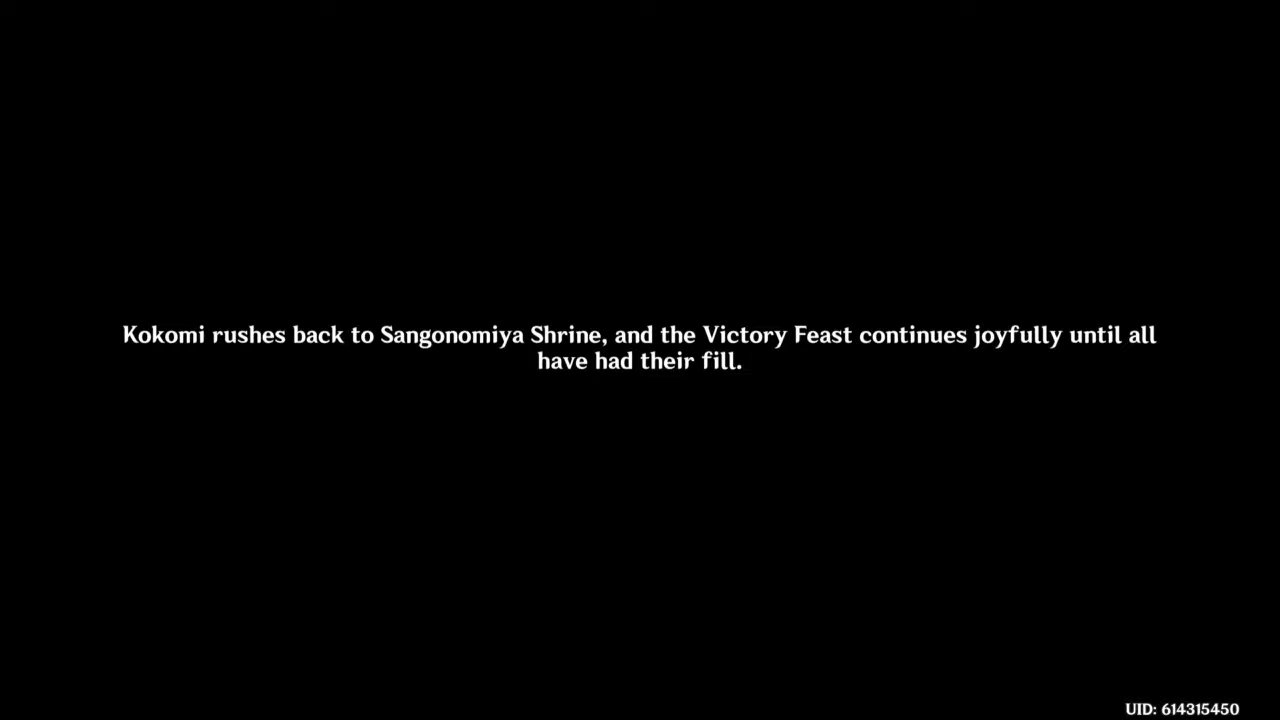 Kokomi rushes back to Sangonomiya Shrine, and the Victory Feast continues joyfully until all
have had their fill.
UID: 614315450